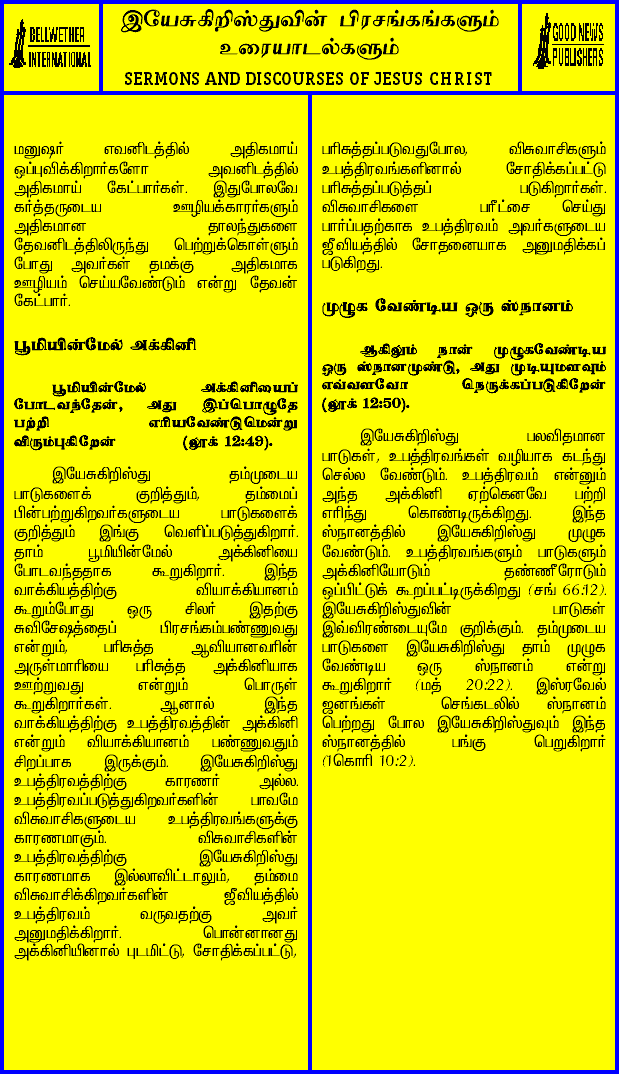 BELLWETHER
INTERNATIONAL
இயேசுகிறிஸ்துவின் பிரசங்கங்களும்
உரையாடல்களும்
SERMONS AND DISCOURSES OF JESUS CHRIST
GOOD NEWS
PUBLISHERS
மனுஷர் எவனிடத்தில் அதிகமாய்
ஒப்புவிக்கிறார்களோ அவனிடத்தில்
அதிகமாய் கேட்பார்கள். இதுபோலவே
கர்த்தருடைய ஊழியக்காரர்களும்
அதிகமான தாலந்துகளை
தேவனிடத்திலிருந்து பெற்றுக்கொள்ளும்
போது அவர்கள் தமக்கு அதிகமாக
ஊழியம் செய்யவேண்டும் என்று தேவன்
கேட்பார்.
பூமியின்மேல் அக்கினி
பூமியின்மேல் அக்கினியைப்
போடவந்தேன், அது இப்பொழுதே
பற்றி எரியவேண்டுமென்று
விரும்புகிறேன் (லூக் 12:49).
இயேசுகிறிஸ்து தம்முடைய
பாடுகளைக் குறித்தும், தம்மைப்
பின்பற்றுகிறவர்களுடைய பாடுகளைக்
குறித்தும் இங்கு வெளிப்படுத்துகிறார்.
தாம் பூமியின்மேல் அக்கினியை
போடவந்ததாக கூறுகிறார். இந்த
வாக்கியத்திற்கு வியாக்கியானம்
கூறும்போது ஒரு சிலர் இதற்கு
சுவிசேஷத்தைப் பிரசங்கம்பண்ணுவது
என்றும், பரிசுத்த ஆவியானவரின்
அருள்மாரியை பரிசுத்த அக்கினியாக
ஊற்றுவது என்றும் பொருள்
கூறுகிறார்கள். ஆனால் இந்த
வாக்கியத்திற்கு உபத்திரவத்தின் அக்கினி
என்றும் வியாக்கியானம் பண்ணுவதும்
சிறப்பாக இருக்கும். இயேசுகிறிஸ்து
உபத்திரவத்திற்கு காரணர் அல்ல.
உபத்திரவப்படுத்துகிறவர்களின் பாவமே
விசுவாசிகளுடைய உபத்திரவங்களுக்கு
காரணமாகும். விசுவாசிகளின்
உபத்திரவத்திற்கு இயேசுகிறிஸ்து
காரணமாக இல்லாவிட்டாலும், தம்மை
விசுவாசிக்கிறவர்களின் ஜீவியத்தில்
உபத்திரவம் வருவதற்கு அவர்
அனுமதிக்கிறார். பொன்னானது
அக்கினியினால் புடமிட்டு, சோதிக்கப்பட்டு,
பரிசுத்தப்படுவதுபோல, விசுவாசிகளும்
உபத்திரவங்களினால் சோதிக்கப்பட்டு
பரிசுத்தப்படுத்தப் படுகிறார்கள்.
விசுவாசிகளை பரீட்சை செய்து
பார்ப்பதற்காக உபத்திரவம் அவர்களுடைய
ஜீவியத்தில் சோதனையாக அனுமதிக்கப்
படுகிறது.
முழுக வேண்டிய ஒரு ஸ்நானம்
ஆகிலும் நான் முழுகவேண்டிய
ஒரு ஸ்நானமுண்டு, அது முடியுமளவும்
எவ்வளவோ நெருக்கப்படுகிறேன்
(லூக் 12:50).
இயேசுகிறிஸ்து பலவிதமான
பாடுகள், உபத்திரவங்கள் வழியாக கடந்து
செல்ல வேண்டும். உபத்திரவம் என்னும்
அந்த அக்கினி ஏற்கெனவே பற்றி
எரிந்து கொண்டிருக்கிறது. இந்த
ஸ்நானத்தில் இயேசுகிறிஸ்து முழுக
வேண்டும். உபத்திரவங்களும் பாடுகளும்
அக்கினியோடும் தண்ணீரோடும்
ஒப்பிட்டுக் கூறப்பட்டிருக்கிறது (சங் 66:12).
இயேசுகிறிஸ்துவின் பாடுகள்
இவ்விரண்டையுமே குறிக்கும். தம்முடைய
பாடுகளை இயேசுகிறிஸ்து தாம் முழுக
வேண்டிய ஒரு ஸ்நானம் என்று
கூறுகிறார் (மத் 20:22). இஸ்ரவேல்
ஜனங்கள் செங்கடலில் ஸ்நானம்
பெற்றது போல இயேசுகிறிஸ்துவும் இந்த
ஸ்நானத்தில் பங்கு பெறுகிறார்
(1கொரி 10:2).